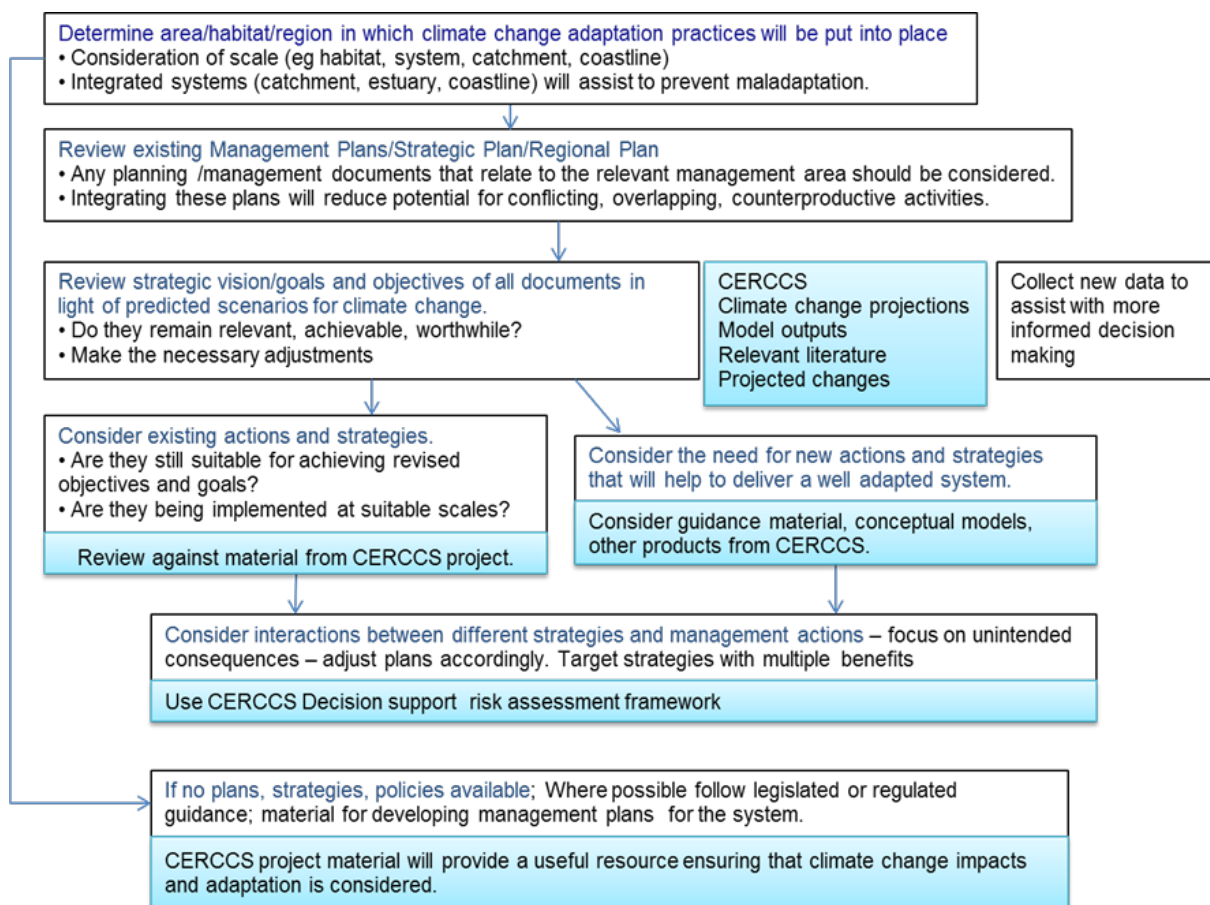 Determine area/habitat/region in which climate change adaptation practices will be put into place
• Consideration of scale (eg habitat, system, catchment, coastline)
• Integrated systems (catchment, estuary, coastline) will assist to prevent maladaptation.
Review existing Management Plans/Strategic Plan/Regional Plan
• Any planning /management documents that relate to the relevant management area should be considered.
• Integrating these plans will reduce potential for conflicting, overlapping, counterproductive activities.
Review strategic vision/goals and objectives of all documents in
light of predicted scenarios for climate change.
• Do they remain relevant, achievable, worthwhile?
• Make the necessary adjustments
CERCCS
Climate change projections
Model outputs
Relevant literature
Projected changes
Collect new data to
assist with more
informed decision
making
Consider existing actions and strategies.
• Are they still suitable for achieving revised
objectives and goals?
• Are they being implemented at suitable scales?
Review against material from CERCCS project.
Consider the need for new actions and strategies
that will help to deliver a well adapted system.
Consider guidance material, conceptual models,
other products from CERCCS.
Consider interactions between different strategies and management actions – focus on unintended
consequences – adjust plans accordingly. Target strategies with multiple benefits
Use CERCCS Decision support risk assessment framework
If no plans, strategies, policies available; Where possible follow legislated or regulated
guidance; material for developing management plans for the system.
CERCCS project material will provide a useful resource ensuring that climate change impacts
and adaptation is considered.